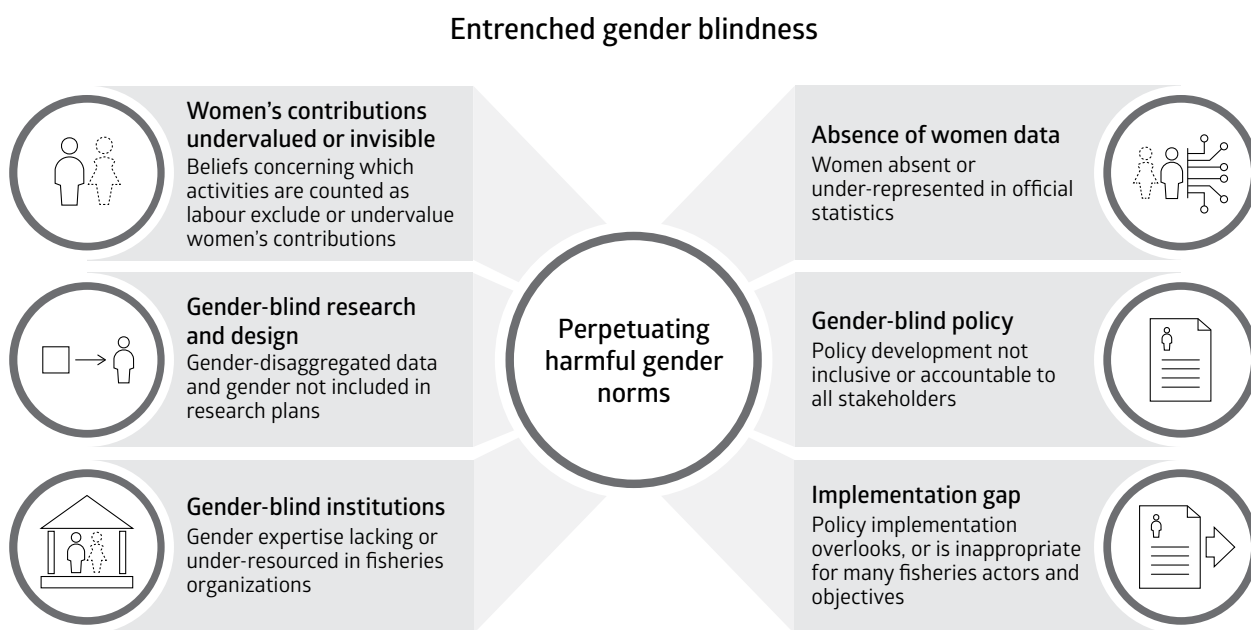 Entrenched gender blindness
Women’s contributions
undervalued or invisible
Beliefs concerning which
activities are counted as
labour exclude or undervalue
women’s contributions
Gender-blind research
and design
Gender-disaggregated data
and gender not included in
research plans
Gender-blind institutions
Gender expertise lacking or
under-resourced in fisheries
organizations
Perpetuating
harmful gender
norms
Absence of women data
Women absent or
under-represented in official
statistics
Gender-blind policy
Policy development not
inclusive or accountable to
all stakeholders
Implementation gap
Policy implementation
overlooks, or is inappropriate
for many fisheries actors and
objectives